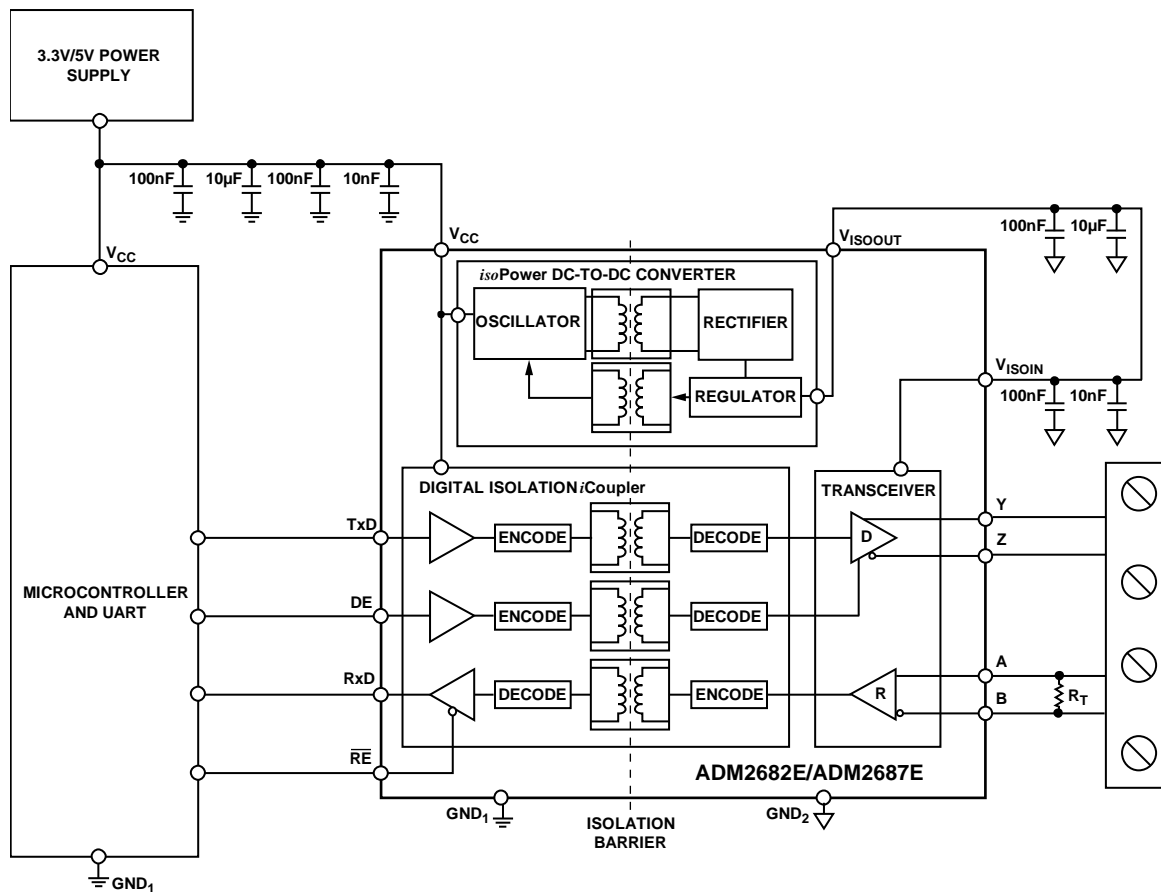 3.3V/5V POWER
SUPPLY
100nF
10µF
100nF
10nF
VCC
VCC
VISOOUT
100nF
10µF
isoPower DC-TO-DC CONVERTER
OSCILLATOR
RECTIFIER
REGULATOR
VISOIN
100nF
10nF
DIGITAL ISOLATION iCoupler
TRANSCEIVER
TxD
ENCODE
DECODE
D
Y
Z
MICROCONTROLLER
AND UART
DE
ENCODE
DECODE
RxD
DECODE
ENCODE
R
A
B
RT
RE
ADM2682E/ADM2687E
GND1
ISOLATION
BARRIER
GND2
GND1